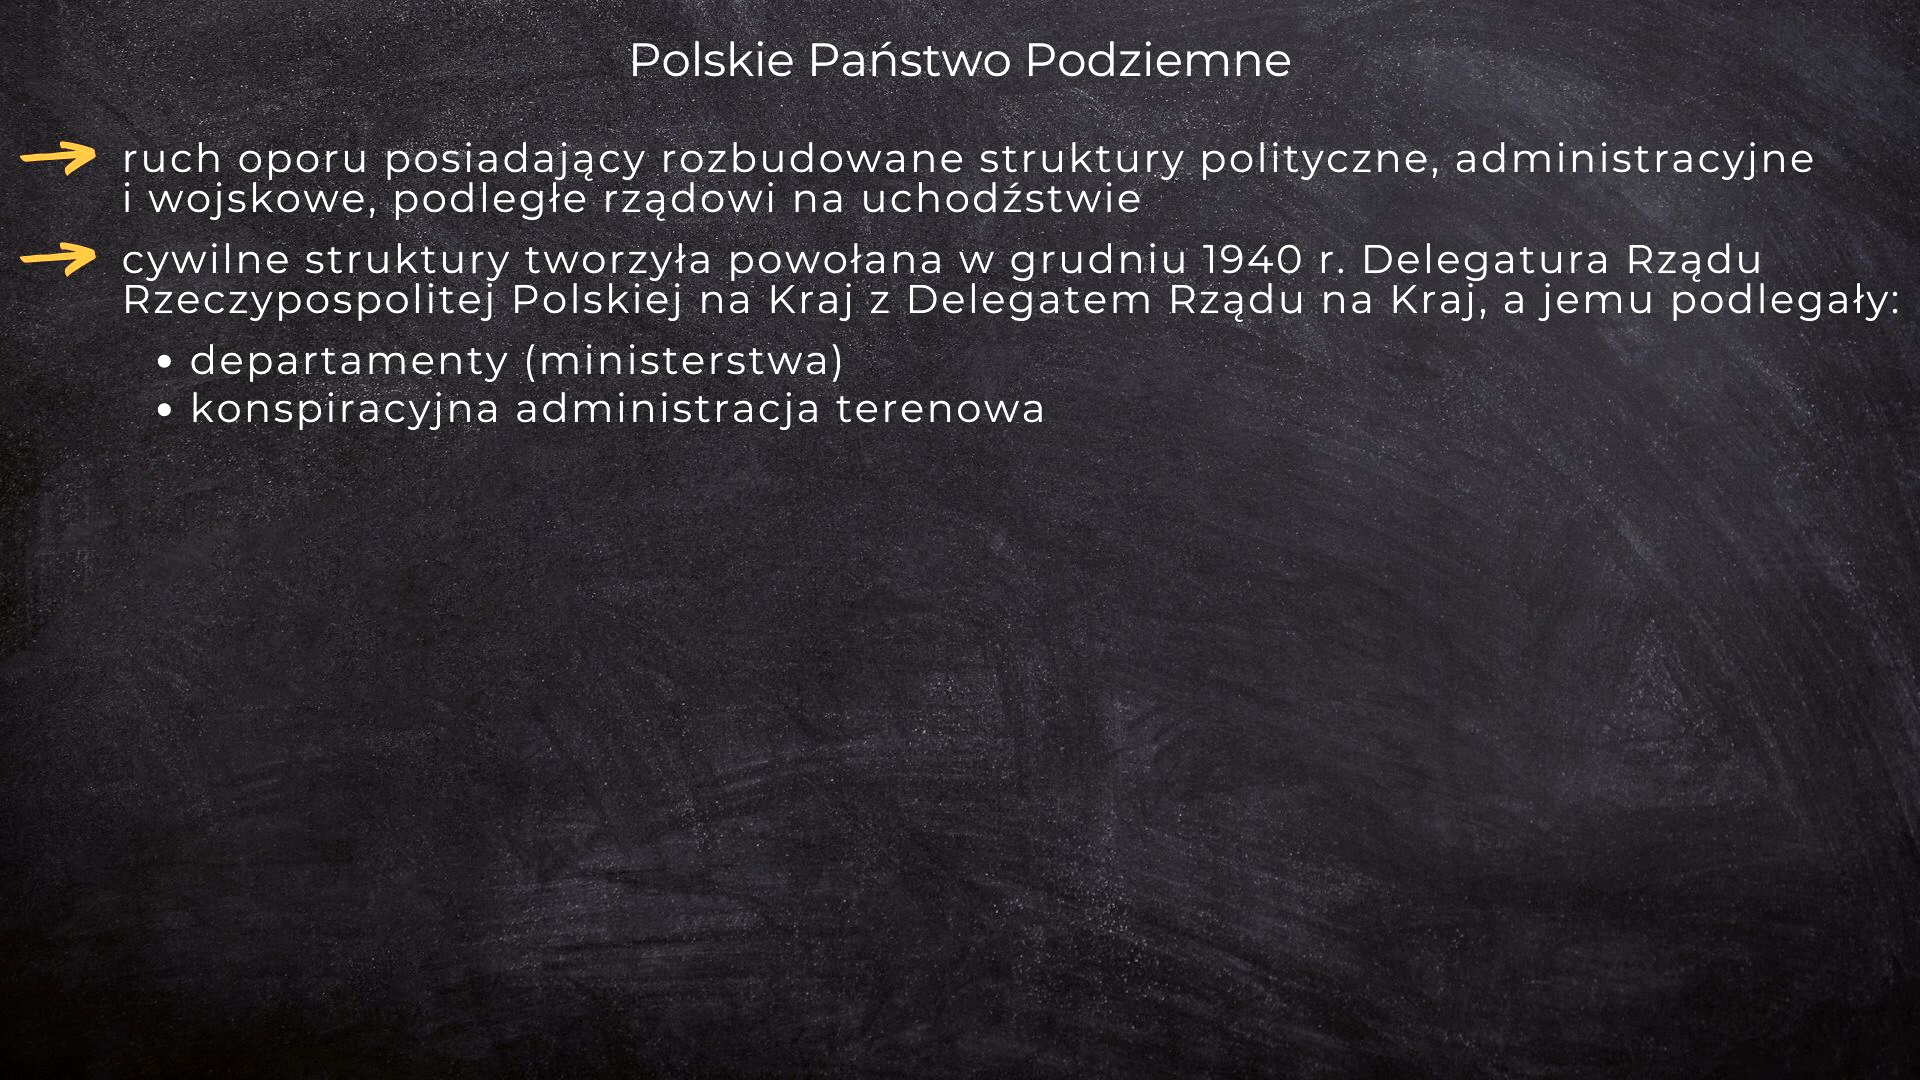 Polskie Państwo Podziemne
ruch oporu posiadający rozbudowane struktury polityczne, administracyjne
i wojskowe, podległe rządowi na uchodźstwie
cywilne struktury tworzyła powołana w grudniu 1940 r. Delegatura Rządu
Rzeczypospolitej Polskiej na Kraj z Delegatem Rządu na Kraj, a jemu podlegały:
• departamenty (ministerstwa)
• konspiracyjna administracja terenowa